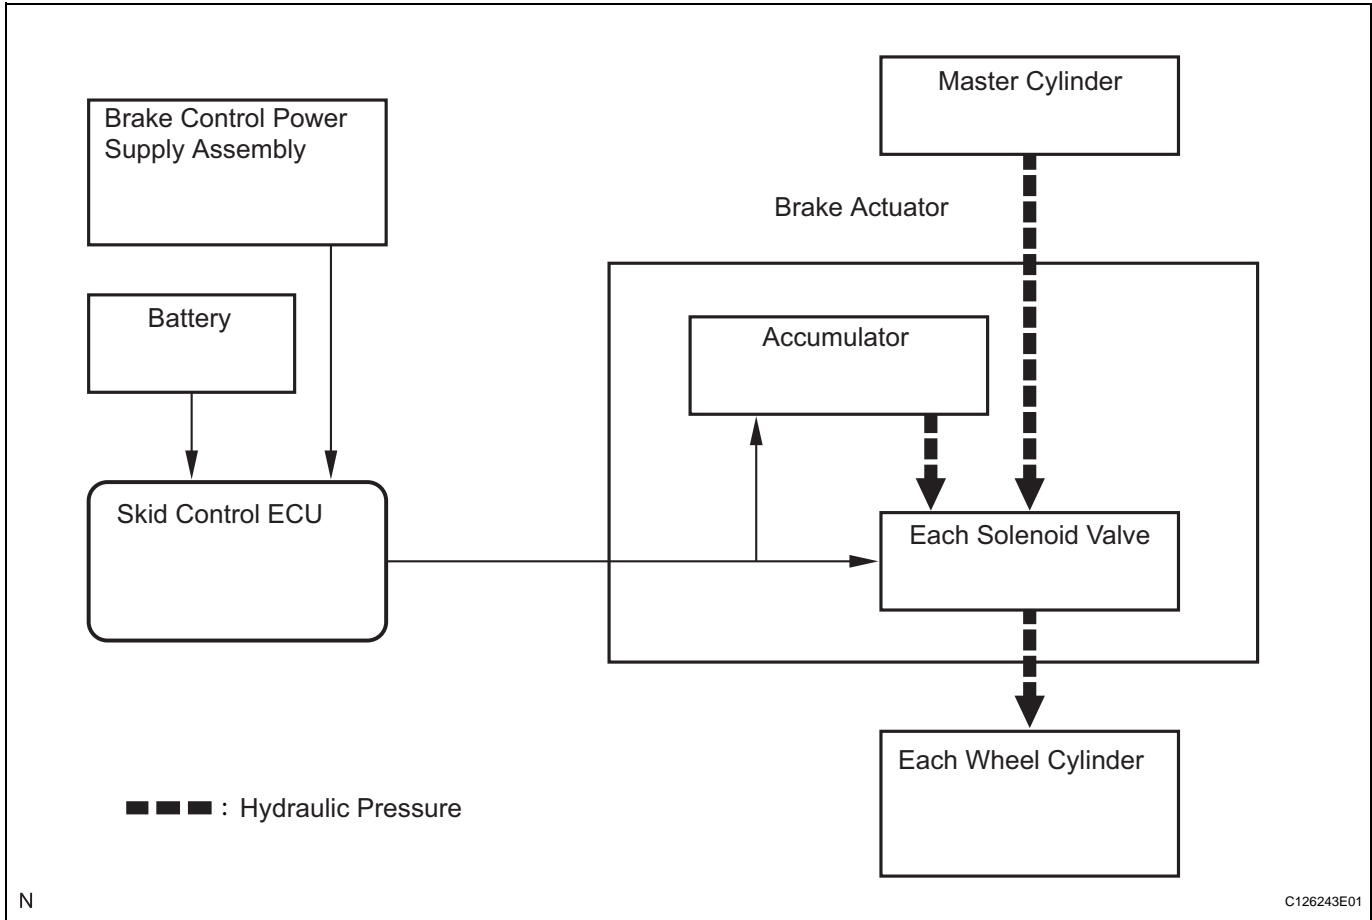 Master Cylinder
Brake Control Power
Supply Assembly
Brake Actuator
Battery
Accumulator
Skid Control ECU
Each Solenoid Valve
Each Wheel Cylinder
: Hydraulic Pressure
N
C126243E01